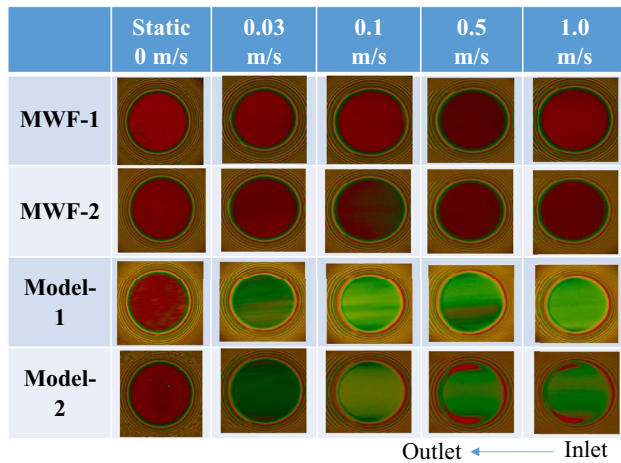 Static 0.03 0.1 0.5 1.0
0 m/s m/s m/s m/s m/s
MWF-1
MWF-2
Model-
1
Model-
2
Outlet Inlet